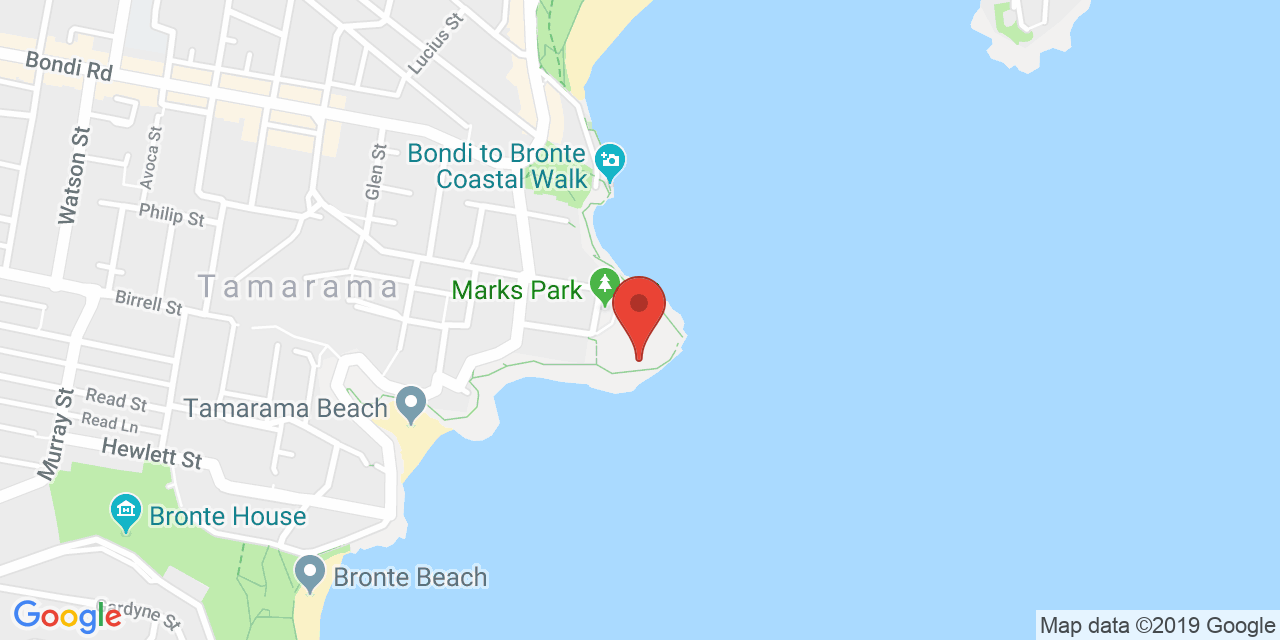 Lucius St
Bondi Rd
Watson St
Avoca St
Glen St
Bondi to Bronte
Coastal Walk
Philip St
Tamarama
Marks Park
Birrell St
Murray St
Read St
Read Ln
Tamarama Beach
Hewlett St
Bronte House
Bronte Beach
Gardyne St
Google
Map data ©2019 Google